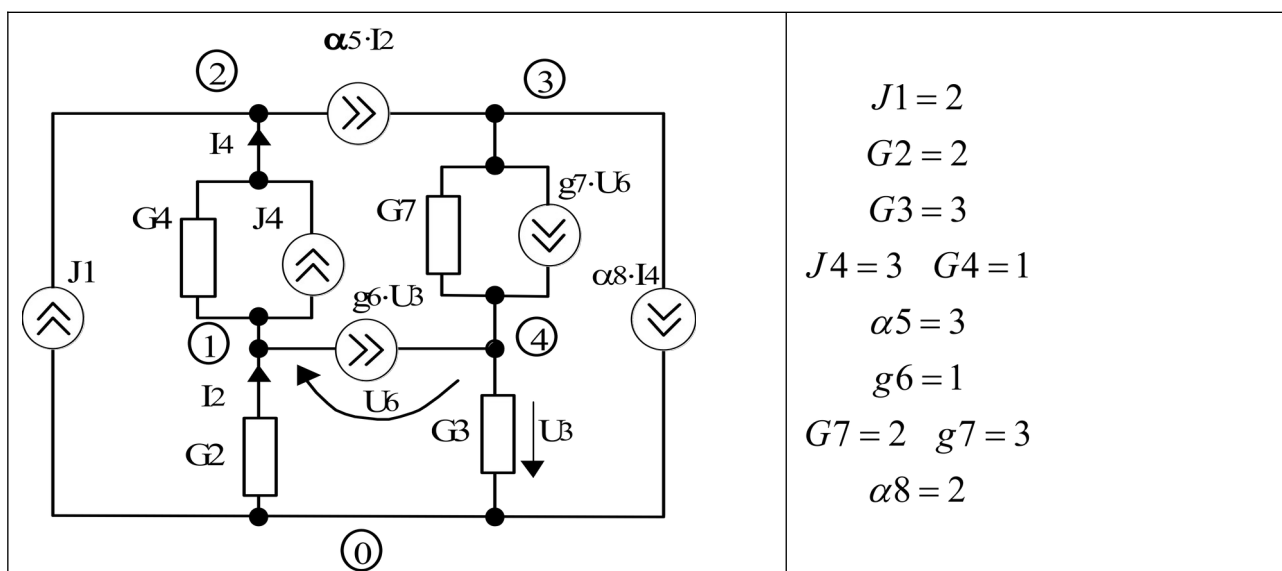 α5·I2
2
3
I4
g7·U6
G4
J4
G7
J1
α8·I4
g6·U3
1
4
I2
U6
G3
U3
G2
0
J1 = 2
G2 = 2
G3 = 3
J4 = 3 G4 = 1
α5 = 3
g6 = 1
G7 = 2 g7 = 3
α8 = 2